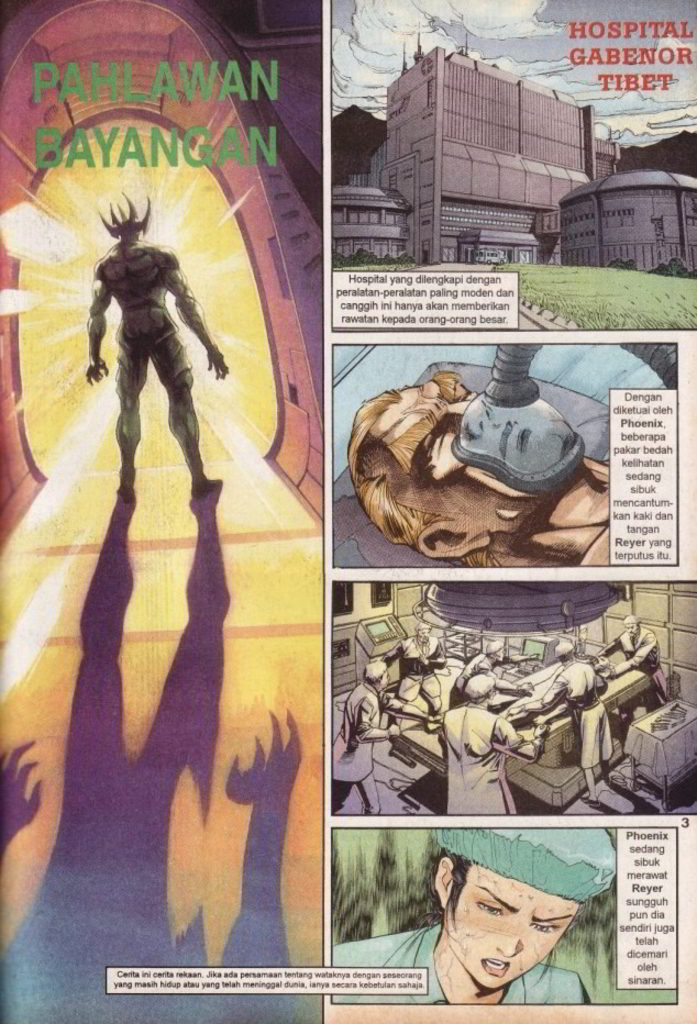 PAHLAWAN
BAYANGAN
HOSPITAL
GABENOR
TIBET
Hospital yang dilengkapi dengan
peralatan-peralatan paling moden dan
canggih ini hanya akan memberikan
rawatan kepada orang-orang besar.
Dengan
diketuai oleh
Phoenix,
beberapa
pakar bedah
kelihatan
sedang
sibuk
mencantum-
kan kaki dan
tangan
Reyer yang
terputus itu.
3
Phoenix
sedang
sibuk
merawat
Reyer
sungguh
pun dia
sendiri juga
telah
dicemari
oleh
sinaran.
Cerita ini cerita rekaan. Jika ada persamaan tentang wataknya dengan seseorang
yang masih hidup atau yang telah meninggal dunia, ianya secara kebetulan sahaja.